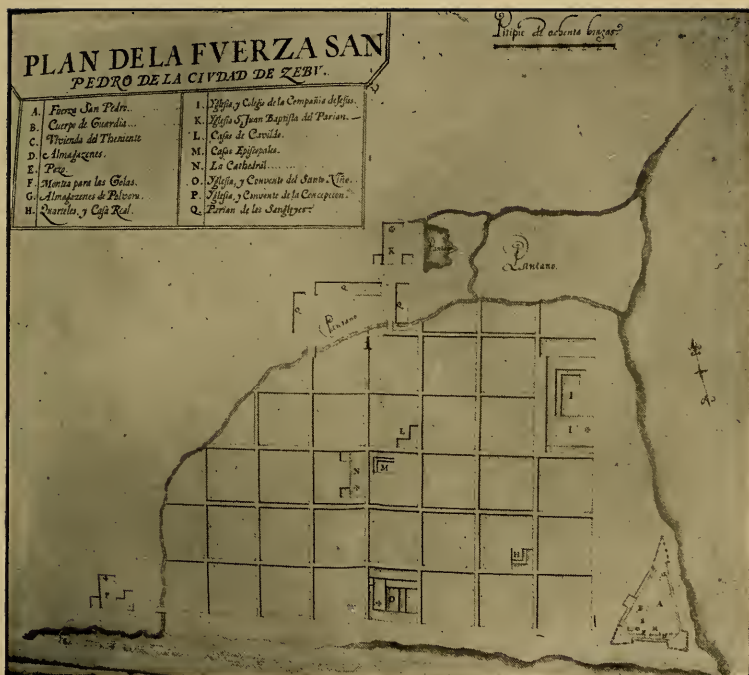 Pitipie de ochenta
PLAN DE LA FVERZA SAN
PEDRO DE LA CIVDAD DE ZEBV..
A. Fuerza San Pedro..
B. Cuerpo de Guardia...
C. Vivienda del Theniente
D. Almagazenes.
E. Pozo
F. Montea para las Golas.
G. Almagazenes de Polvora.
H. Quarteles, y Casa Real.
I. Yglesia, y Colegio de la Compañia de Jesus.
K. Yglesia S. Juan Baptista del Parian.
L. Casas de Cavildo.
M. Casas Episcopales.
N. La Cathedral......
O. Yglesia, y Convento del Santo Niño.
P. Yglesia, y Convento de la Concepcion.
Q. Parian de los Sangleyes.
K
Pantano.
Q
Q
Q
Pantano
I
I
L
N
M
H
P
O
A